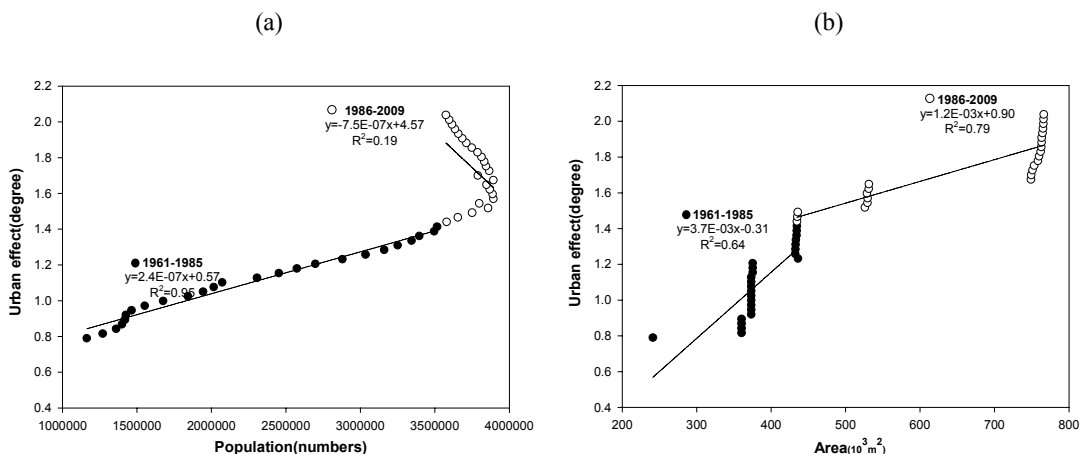 (a)
(b)
2.2
2.0
1.8
1.6
1.4
1.2
1.0
0.8
0.6
0.4
Urban effect(degree)
1986-2009
y=-7.5E-07x+4.57
R²=0.19
1961-1985
y=2.4E-07x+0.57
R²=0.95
1000000 1500000 2000000 2500000 3000000 3500000 4000000
Population(numbers)
2.2
2.0
1.8
1.6
1.4
1.2
1.0
0.8
0.6
0.4
Urban effect(degree)
1986-2009
y=1.2E-03x+0.90
R²=0.79
1961-1985
y=3.7E-03x-0.31
R²=0.64
200 300 400 500 600 700 800
Area(10³m²)